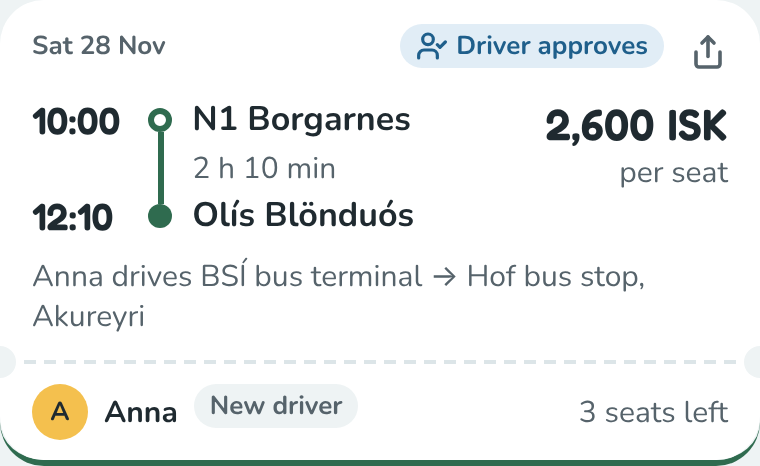 Sat 28 Nov
Driver approves
10:00
N1 Borgarnes
2,600 ISK
2 h 10 min
per seat
12:10
Olís Blönduós
Anna drives BSÍ bus terminal → Hof bus stop,
Akureyri
A
Anna
New driver
3 seats left